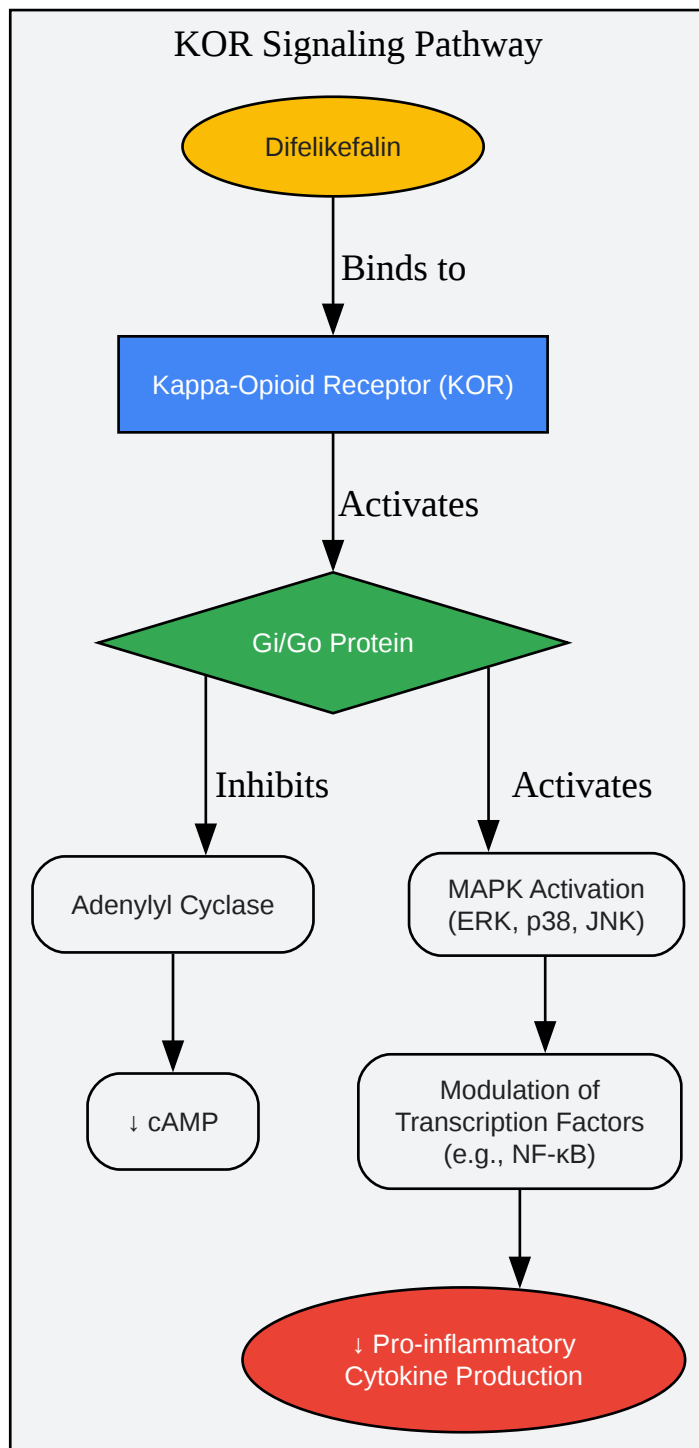 KOR Signaling Pathway
Difelikefalin
Binds to
Kappa-Opioid Receptor (KOR)
Activates
Gi/Go Protein
Inhibits
Activates
Adenylyl Cyclase
MAPK Activation
(ERK, p38, JNK)
↓ cAMP
Modulation of
Transcription Factors
(e.g., NF-κB)
↓ Pro-inflammatory
Cytokine Production